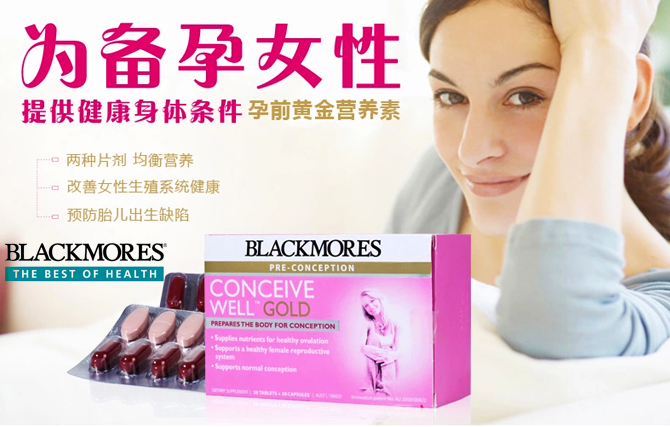 为备孕女性
提供健康身体条件 孕前黄金营养素
两种片剂 均衡营养
改善女性生殖系统健康
预防胎儿出生缺陷
BLACKMORES®
THE BEST OF HEALTH
BLACKMORES
PRE-CONCEPTION
CONCEIVE
WELL™ GOLD
PREPARES THE BODY FOR CONCEPTION
• Supplies nutrients for healthy ovulation
• Supports a healthy female reproductive
system
• Supports normal conception
DIETARY SUPPLEMENT